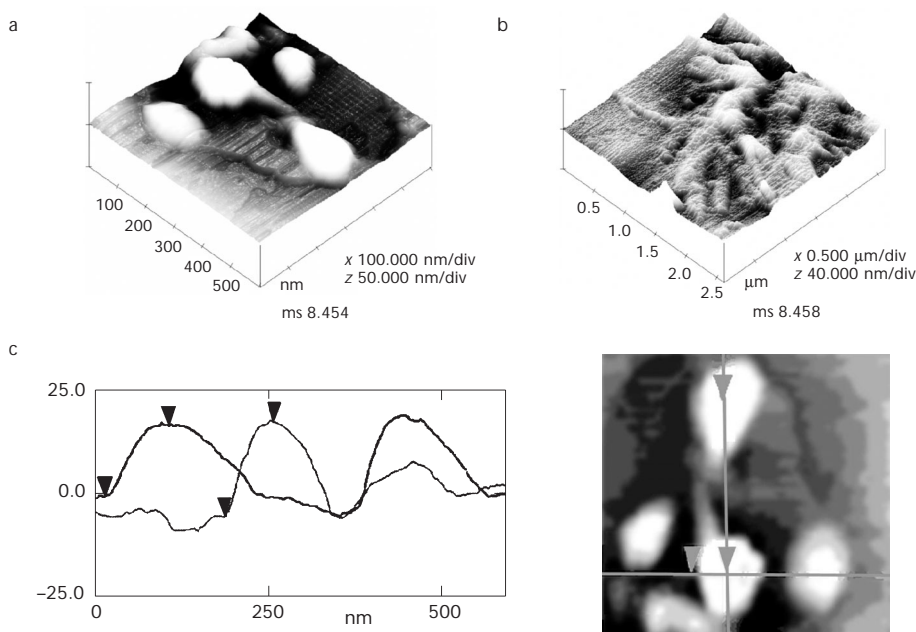 a
100
200
300
400
500
nm
x 100.000 nm/div
z 50.000 nm/div
ms 8.454
b
0.5
1.0
1.5
2.0
2.5
μm
x 0.500 μm/div
z 40.000 nm/div
ms 8.458
c
25.0
0.0
−25.0
0
250
500
nm